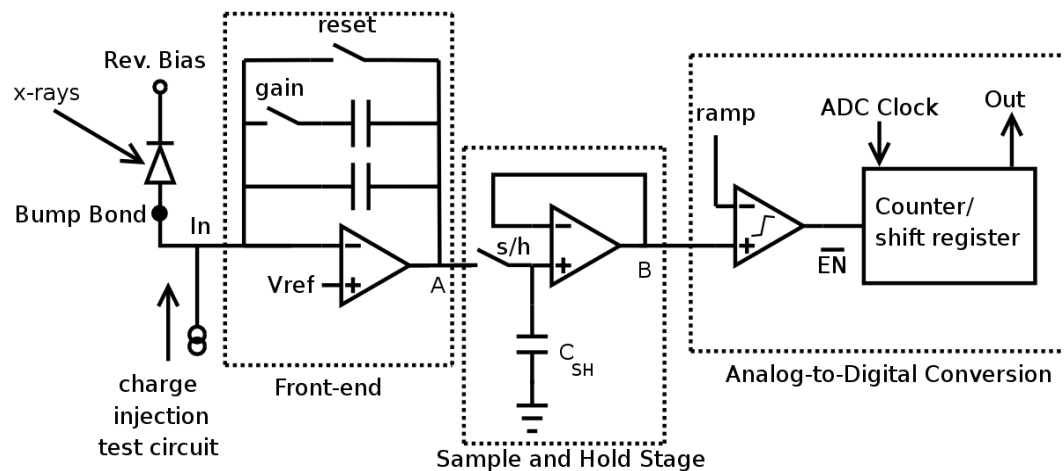 reset
Rev. Bias
x-rays
gain
ramp
ADC Clock
Out
Bump Bond
In
Vref
A
s/h
B
EN
Counter/
shift register
C SH
charge
injection
test circuit
Front-end
Sample and Hold Stage
Analog-to-Digital Conversion